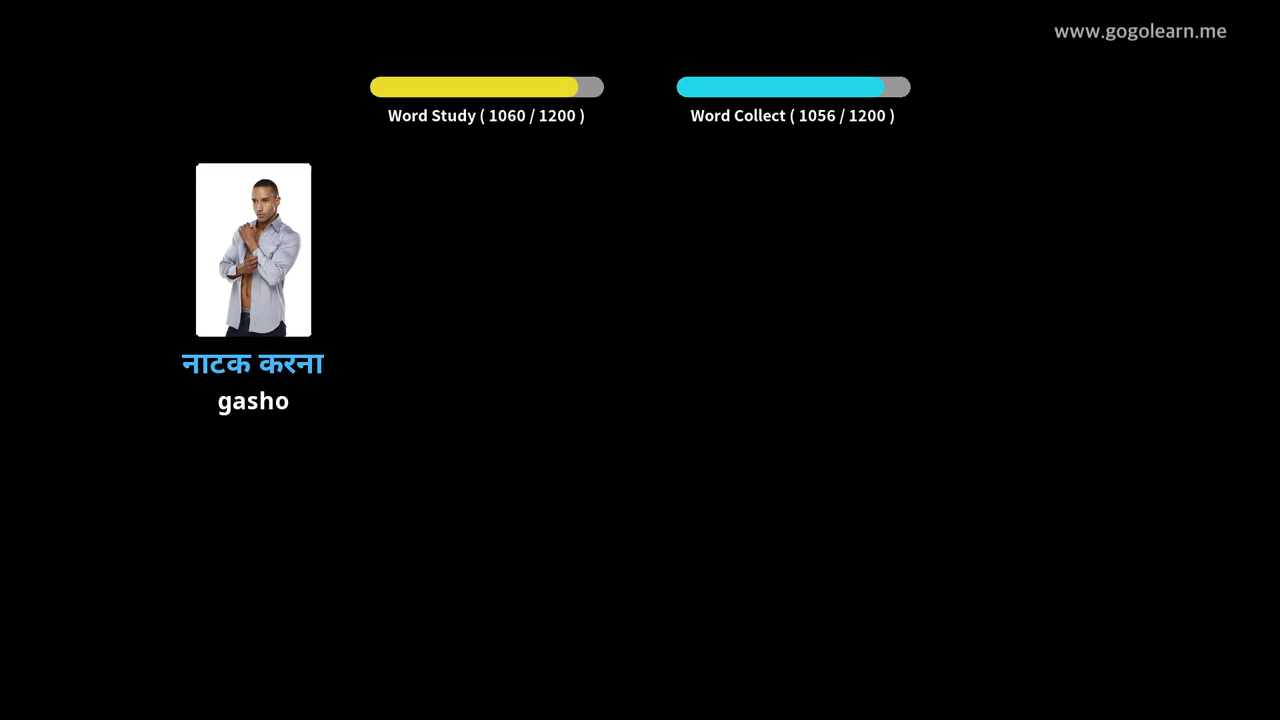 www.gogolearn.me
Word Study ( 1060 / 1200 )
Word Collect ( 1056 / 1200 )
नाटक करना
gasho